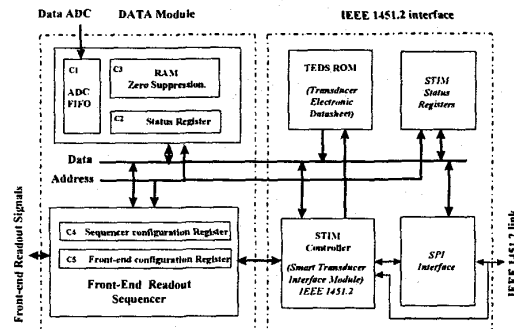 Data ADC
DATA Module
IEEE 1451.2 interface
C1
ADC
FIFO
C3
RAM
Zero Suppression.
C2
Status Register
TEDS ROM
(Transducer
Electronic
Datasheet)
STIM
Status
Registers
Data
Address
Front-end Readout Signals
C4
Sequencer configuration Register
C5
Front-end configuration Register
Front-End Readout
Sequencer
STIM
Controller
(Smart Transducer
Interface Module)
IEEE 1451.2
SPI
Interface
IEEE 1451.2 link